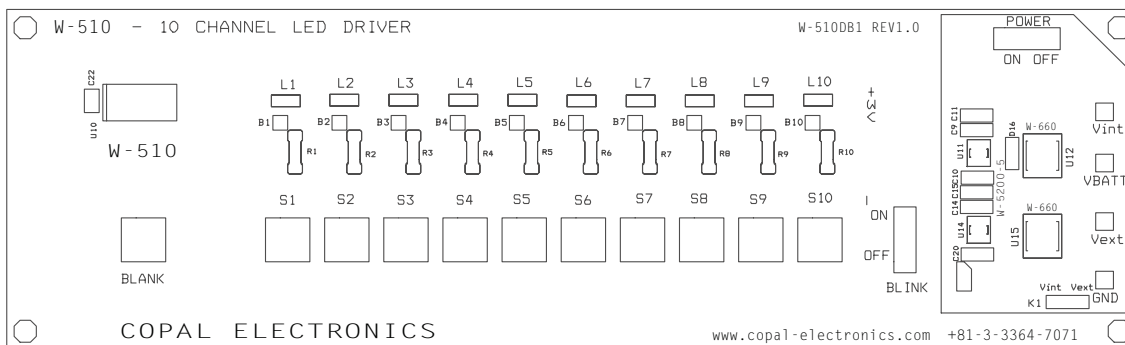 W-510 - 10 CHANNEL LED DRIVER
W-510DB1 REV1.0
POWER
ON OFF
C22
U10
W-510
L1 L2 L3 L4 L5 L6 L7 L8 L9 L10
B1 B2 B3 B4 B5 B6 B7 B8 B9 B10
R1 R2 R3 R4 R5 R6 R7 R8 R9 R10
S1 S2 S3 S4 S5 S6 S7 S8 S9 S10
BLANK
ON
OFF
BLINK
C11
C9
D16
W-660
U11
U12
C10
C15
C14
W-5200-5
W-660
U14
U15
C20
Vint
VBATT
Vext
GND
Vint Vext
K1
COPAL ELECTRONICS
www.copal-electronics.com +81-3-3364-7071